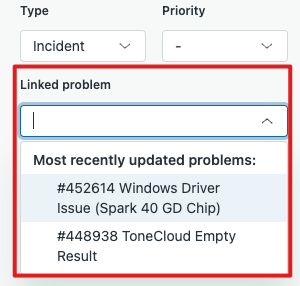 Type Priority
Incident -
Linked problem
Most recently updated problems:
#452614 Windows Driver
Issue (Spark 40 GD Chip)
#448938 ToneCloud Empty
Result